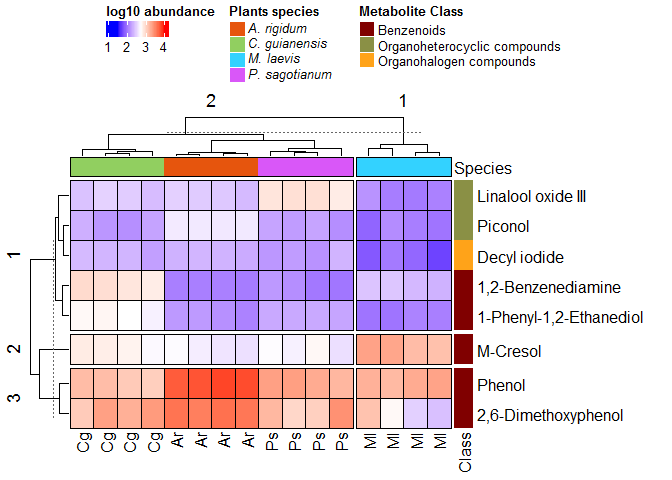 log10 abundance
1 2 3 4
Plants species
A. rigidum
C. guianensis
M. laevis
P. sagotianum
Metabolite Class
Benzenoids
Organoheterocyclic compounds
Organohalogen compounds
2 1
Species
1
Linalool oxide III
Piconol
Decyl iodide
1,2-Benzenediamine
1-Phenyl-1,2-Ethanediol
2
M-Cresol
3
Phenol
2,6-Dimethoxyphenol
Cg Cg Cg Cg Ar Ar Ar Ar Ps Ps Ps Ps Ml Ml Ml Ml Class